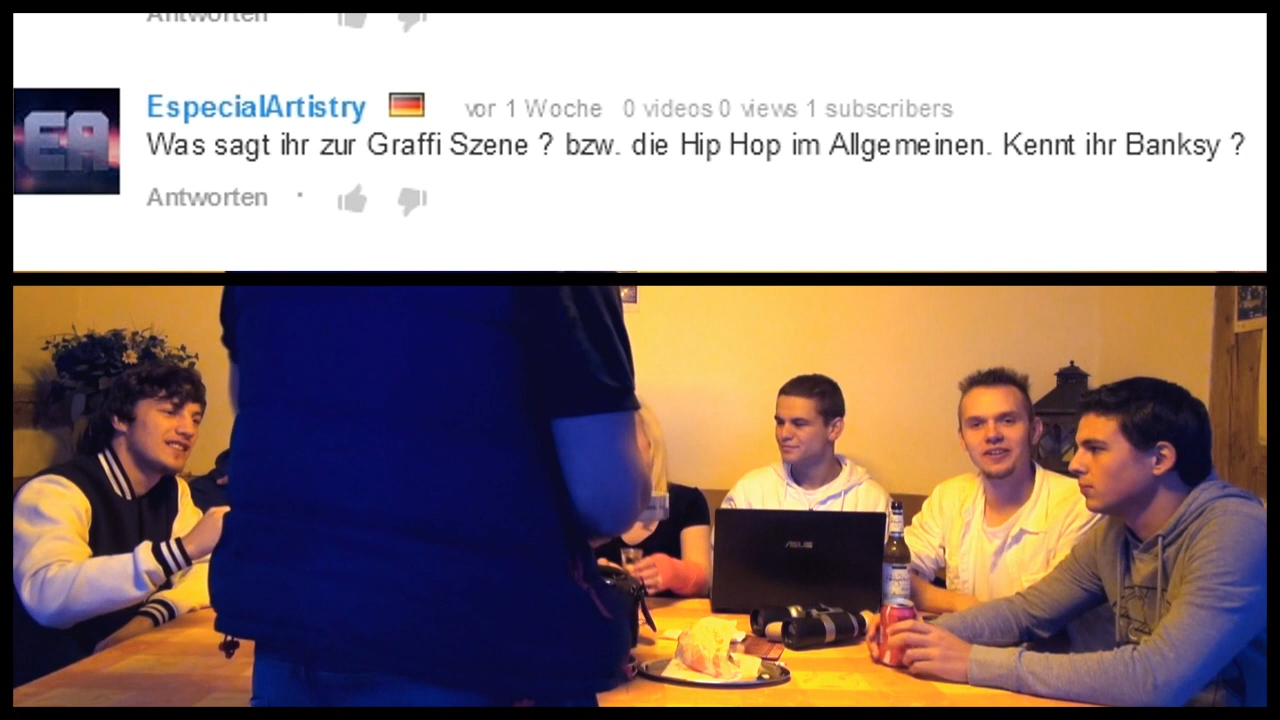 Antworten
EA
EspecialArtistry vor 1 Woche 0 videos 0 views 1 subscribers
Was sagt ihr zur Graffi Szene ? bzw. die Hip Hop im Allgemeinen. Kennt ihr Banksy ?
Antworten ·
ASUS